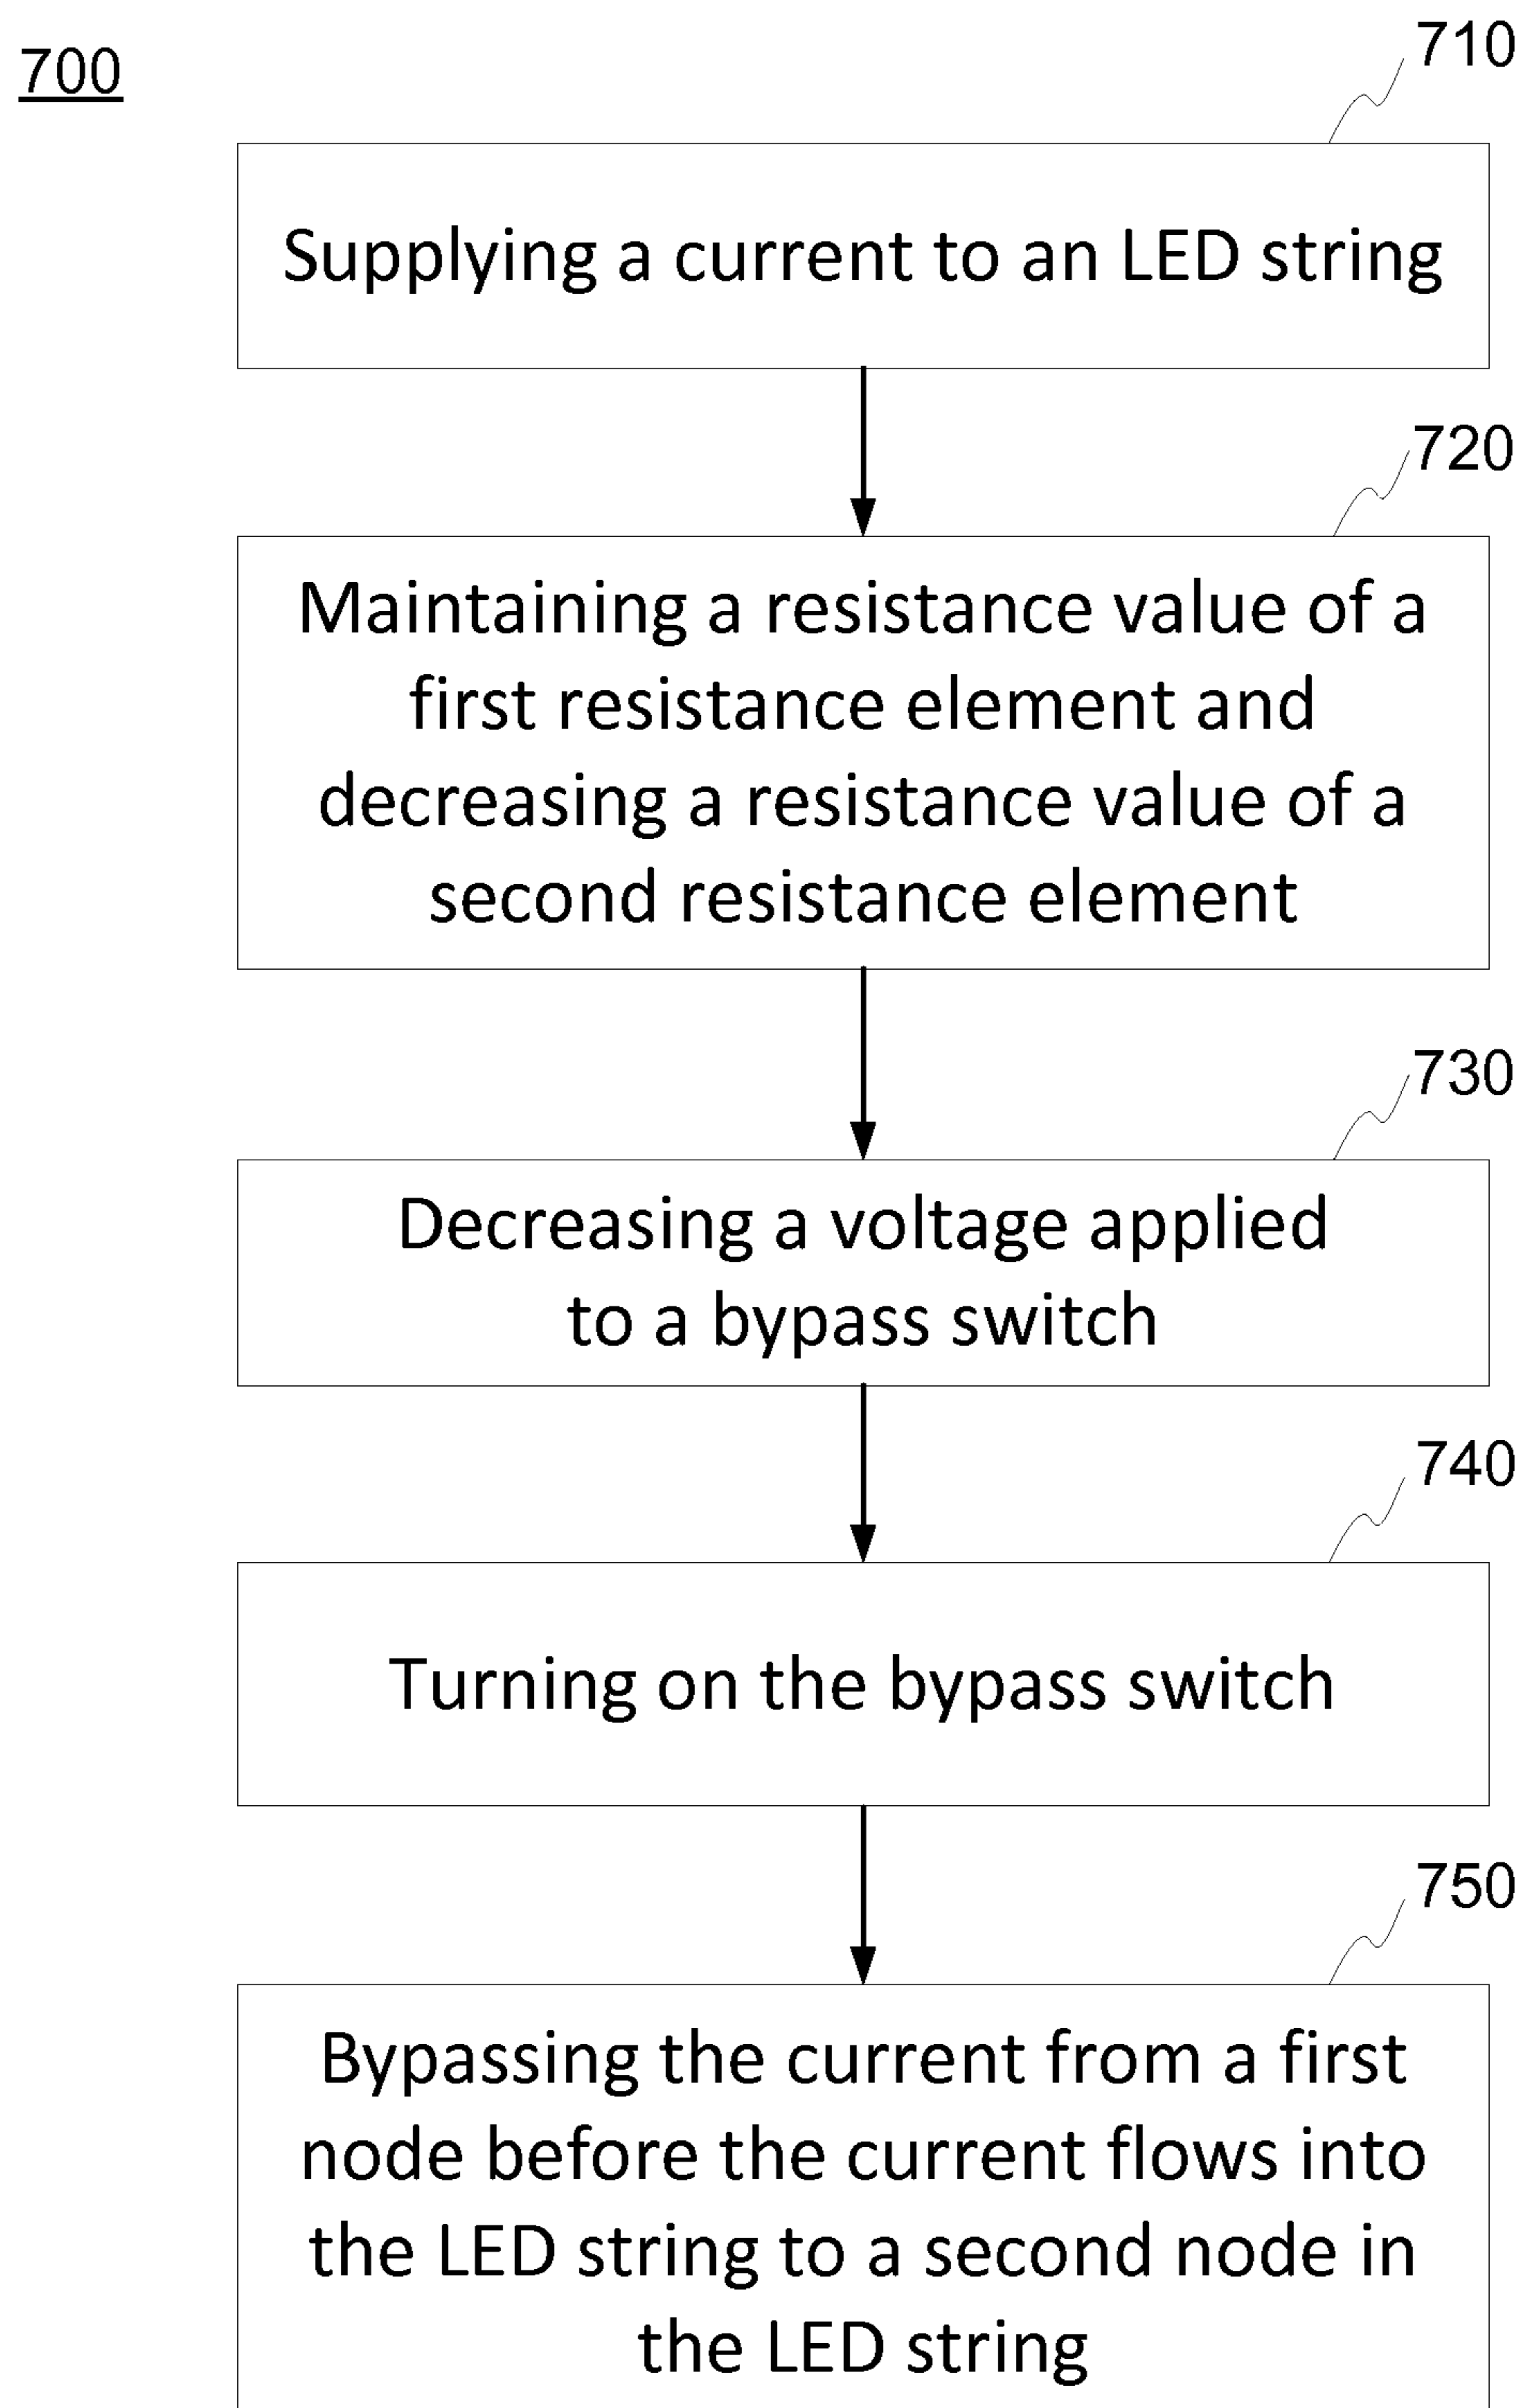 700
710
Supplying a current to an LED string
720
Maintaining a resistance value of a
first resistance element and
decreasing a resistance value of a
second resistance element
730
Decreasing a voltage applied
to a bypass switch
740
Turning on the bypass switch
750
Bypassing the current from a first
node before the current flows into
the LED string to a second node in
the LED string